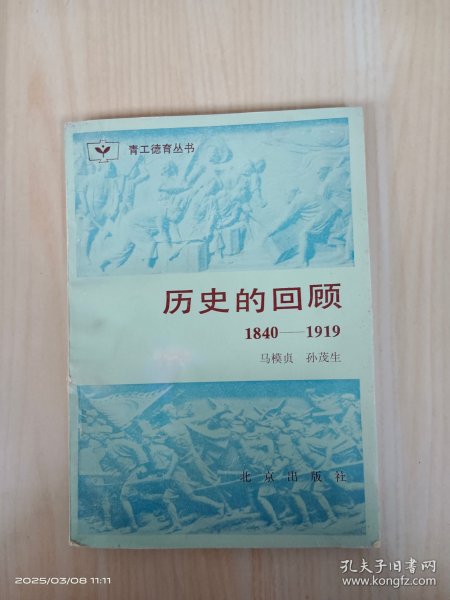 青工德育丛书
历史的回顾
1840——1919
马模贞 孙茂生
北京出版社
2025/03/08 11:11
孔夫子旧书网
www.kongfz.com